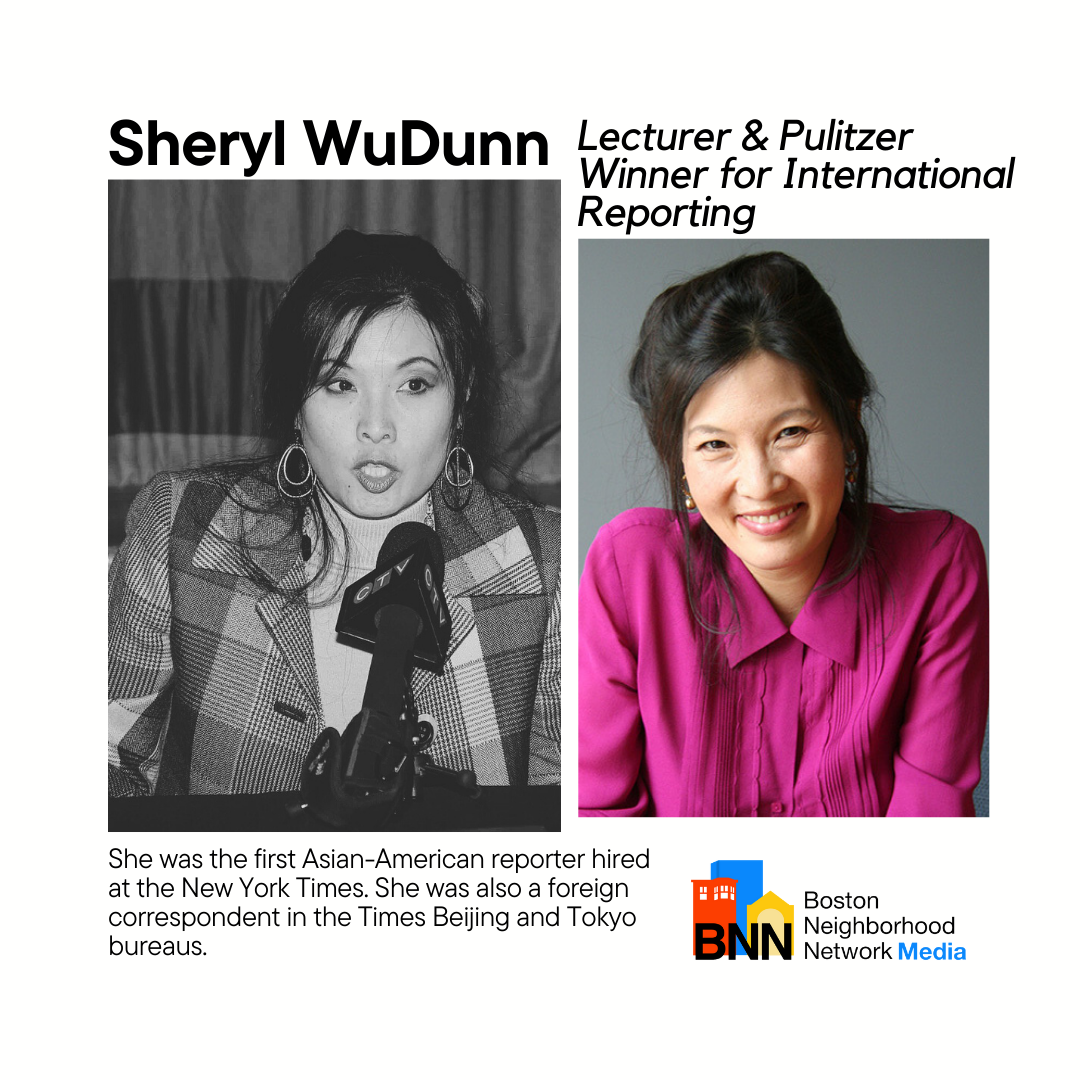 Sheryl WuDunn
Lecturer & Pulitzer
Winner for International
Reporting
CTV
CTV
She was the first Asian-American reporter hired
at the New York Times. She was also a foreign
correspondent in the Times Beijing and Tokyo
bureaus.
BNN
Boston
Neighborhood
Network Media